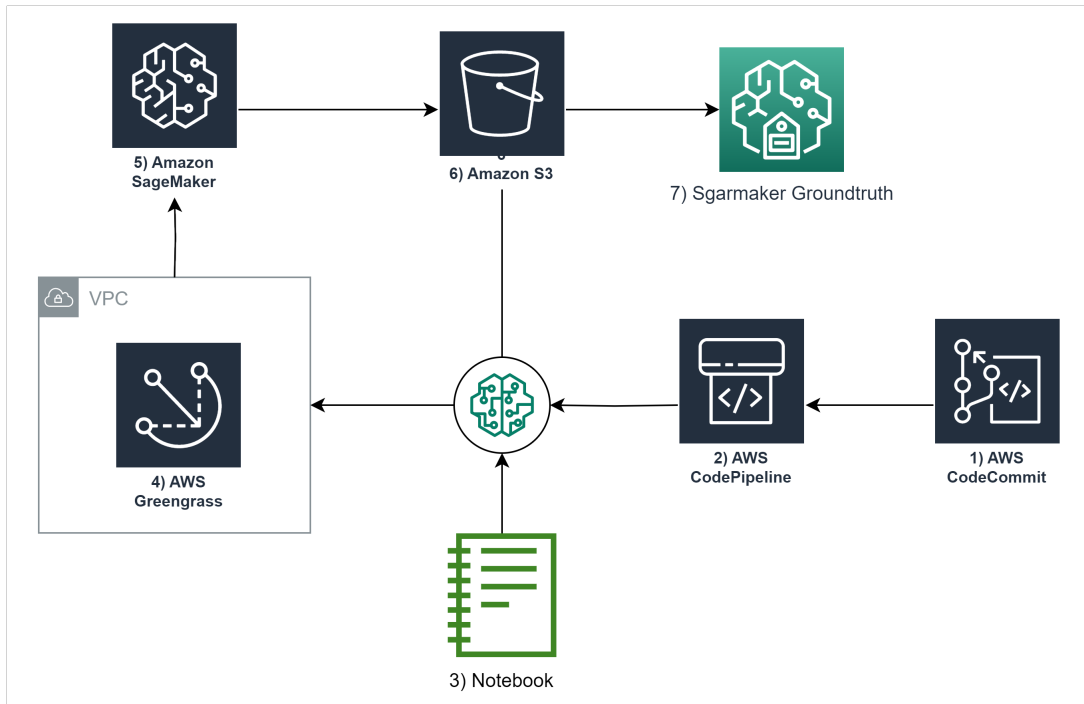 5) Amazon
SageMaker
6) Amazon S3
7) Sgarmaker Groundtruth
VPC
4) AWS
Greengrass
2) AWS
CodePipeline
1) AWS
CodeCommit
3) Notebook